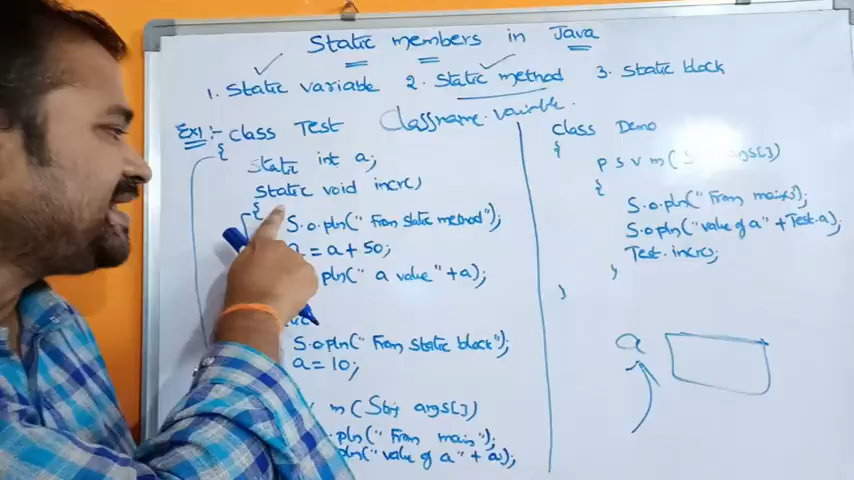 Static members in Java
1. Static variable 2. Static method 3. Static block
Ex1:- class Test
Classname.variable.
{
static int a;
static void incr()
{
S.o.pln(" From static method");
= a + 50;
pln(" a value" + a);
S.o.pln(" From static block");
a = 10;
m (String args[])
pln(" From main");
pln("value of a" + a);
class Demo
{
p s v m ( args[])
{
S.o.pln(" From main");
S.o.pln("value of a" + Test.a);
Test.incr();
}
}
a